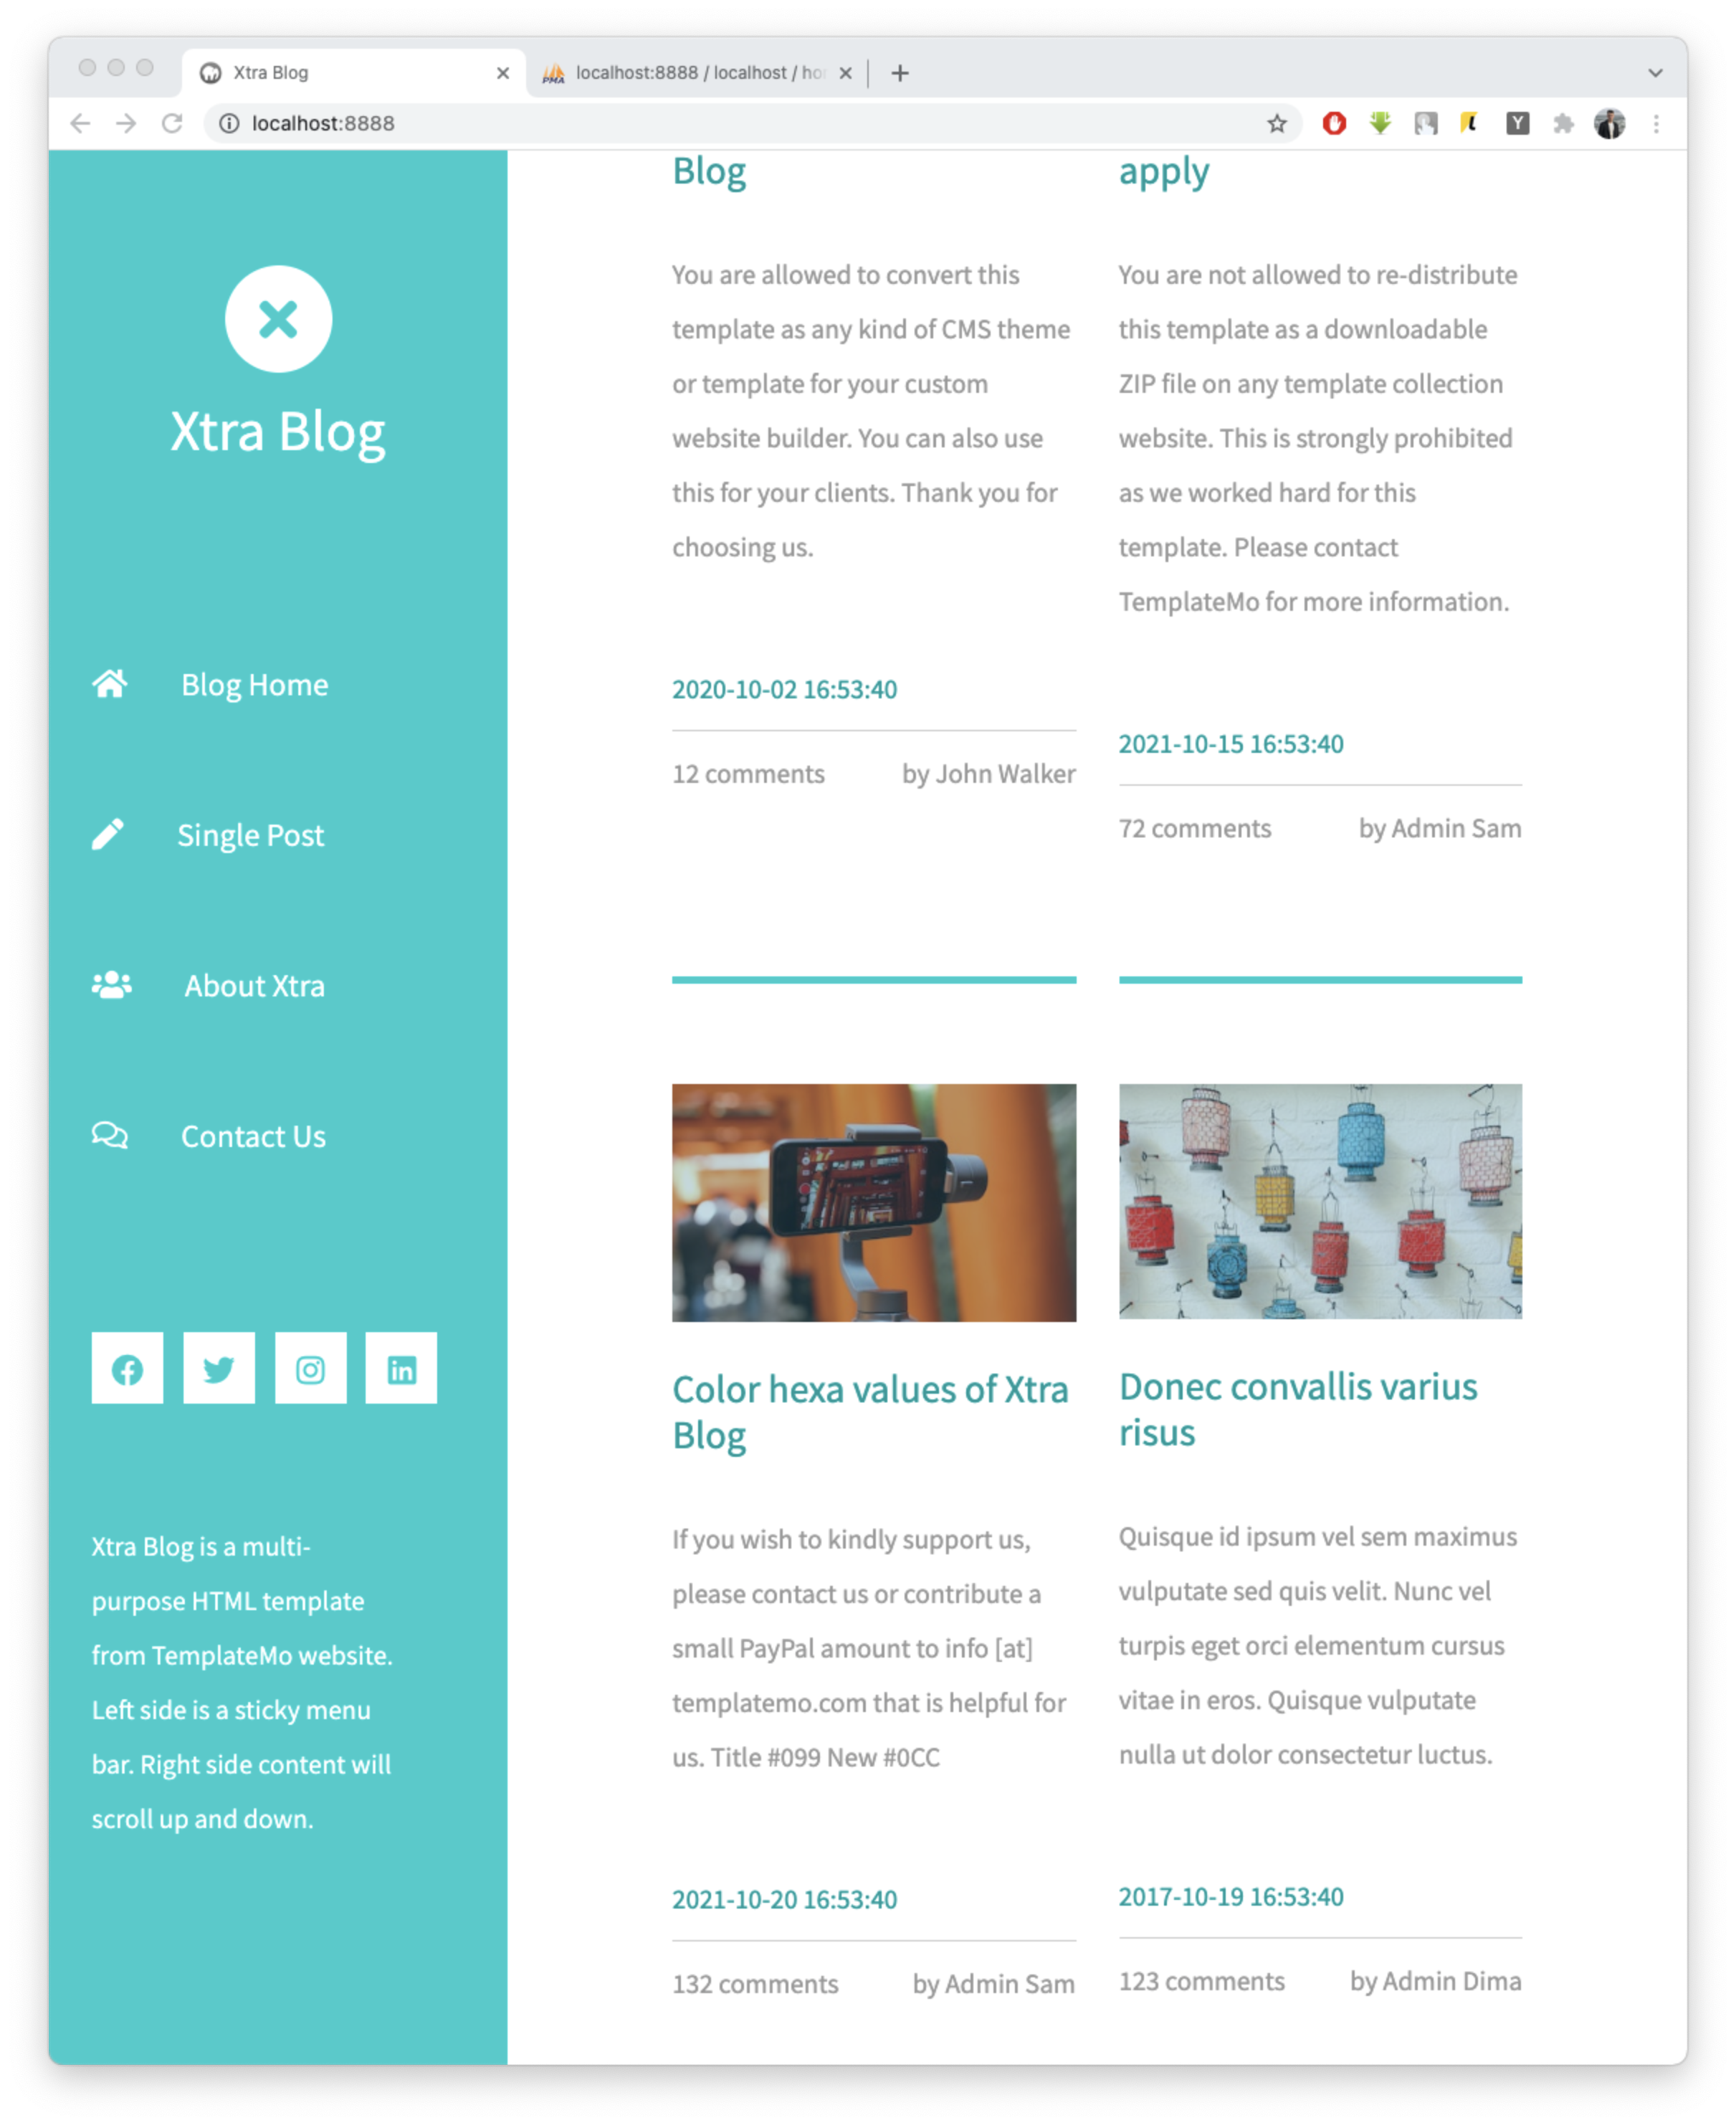 Xtra Blog
localhost:8888 / localhost / ho
localhost:8888
Xtra Blog
Blog Home
Single Post
About Xtra
Contact Us
Xtra Blog is a multi-
purpose HTML template
from TemplateMo website.
Left side is a sticky menu
bar. Right side content will
scroll up and down.
Blog
You are allowed to convert this
template as any kind of CMS theme
or template for your custom
website builder. You can also use
this for your clients. Thank you for
choosing us.
2020-10-02 16:53:40
12 comments by John Walker
apply
You are not allowed to re-distribute
this template as a downloadable
ZIP file on any template collection
website. This is strongly prohibited
as we worked hard for this
template. Please contact
TemplateMo for more information.
2021-10-15 16:53:40
72 comments by Admin Sam
Color hexa values of Xtra
Blog
If you wish to kindly support us,
please contact us or contribute a
small PayPal amount to info [at]
templatemo.com that is helpful for
us. Title #099 New #0CC
2021-10-20 16:53:40
132 comments by Admin Sam
Donec convallis varius
risus
Quisque id ipsum vel sem maximus
vulputate sed quis velit. Nunc vel
turpis eget orci elementum cursus
vitae in eros. Quisque vulputate
nulla ut dolor consectetur luctus.
2017-10-19 16:53:40
123 comments by Admin Dima